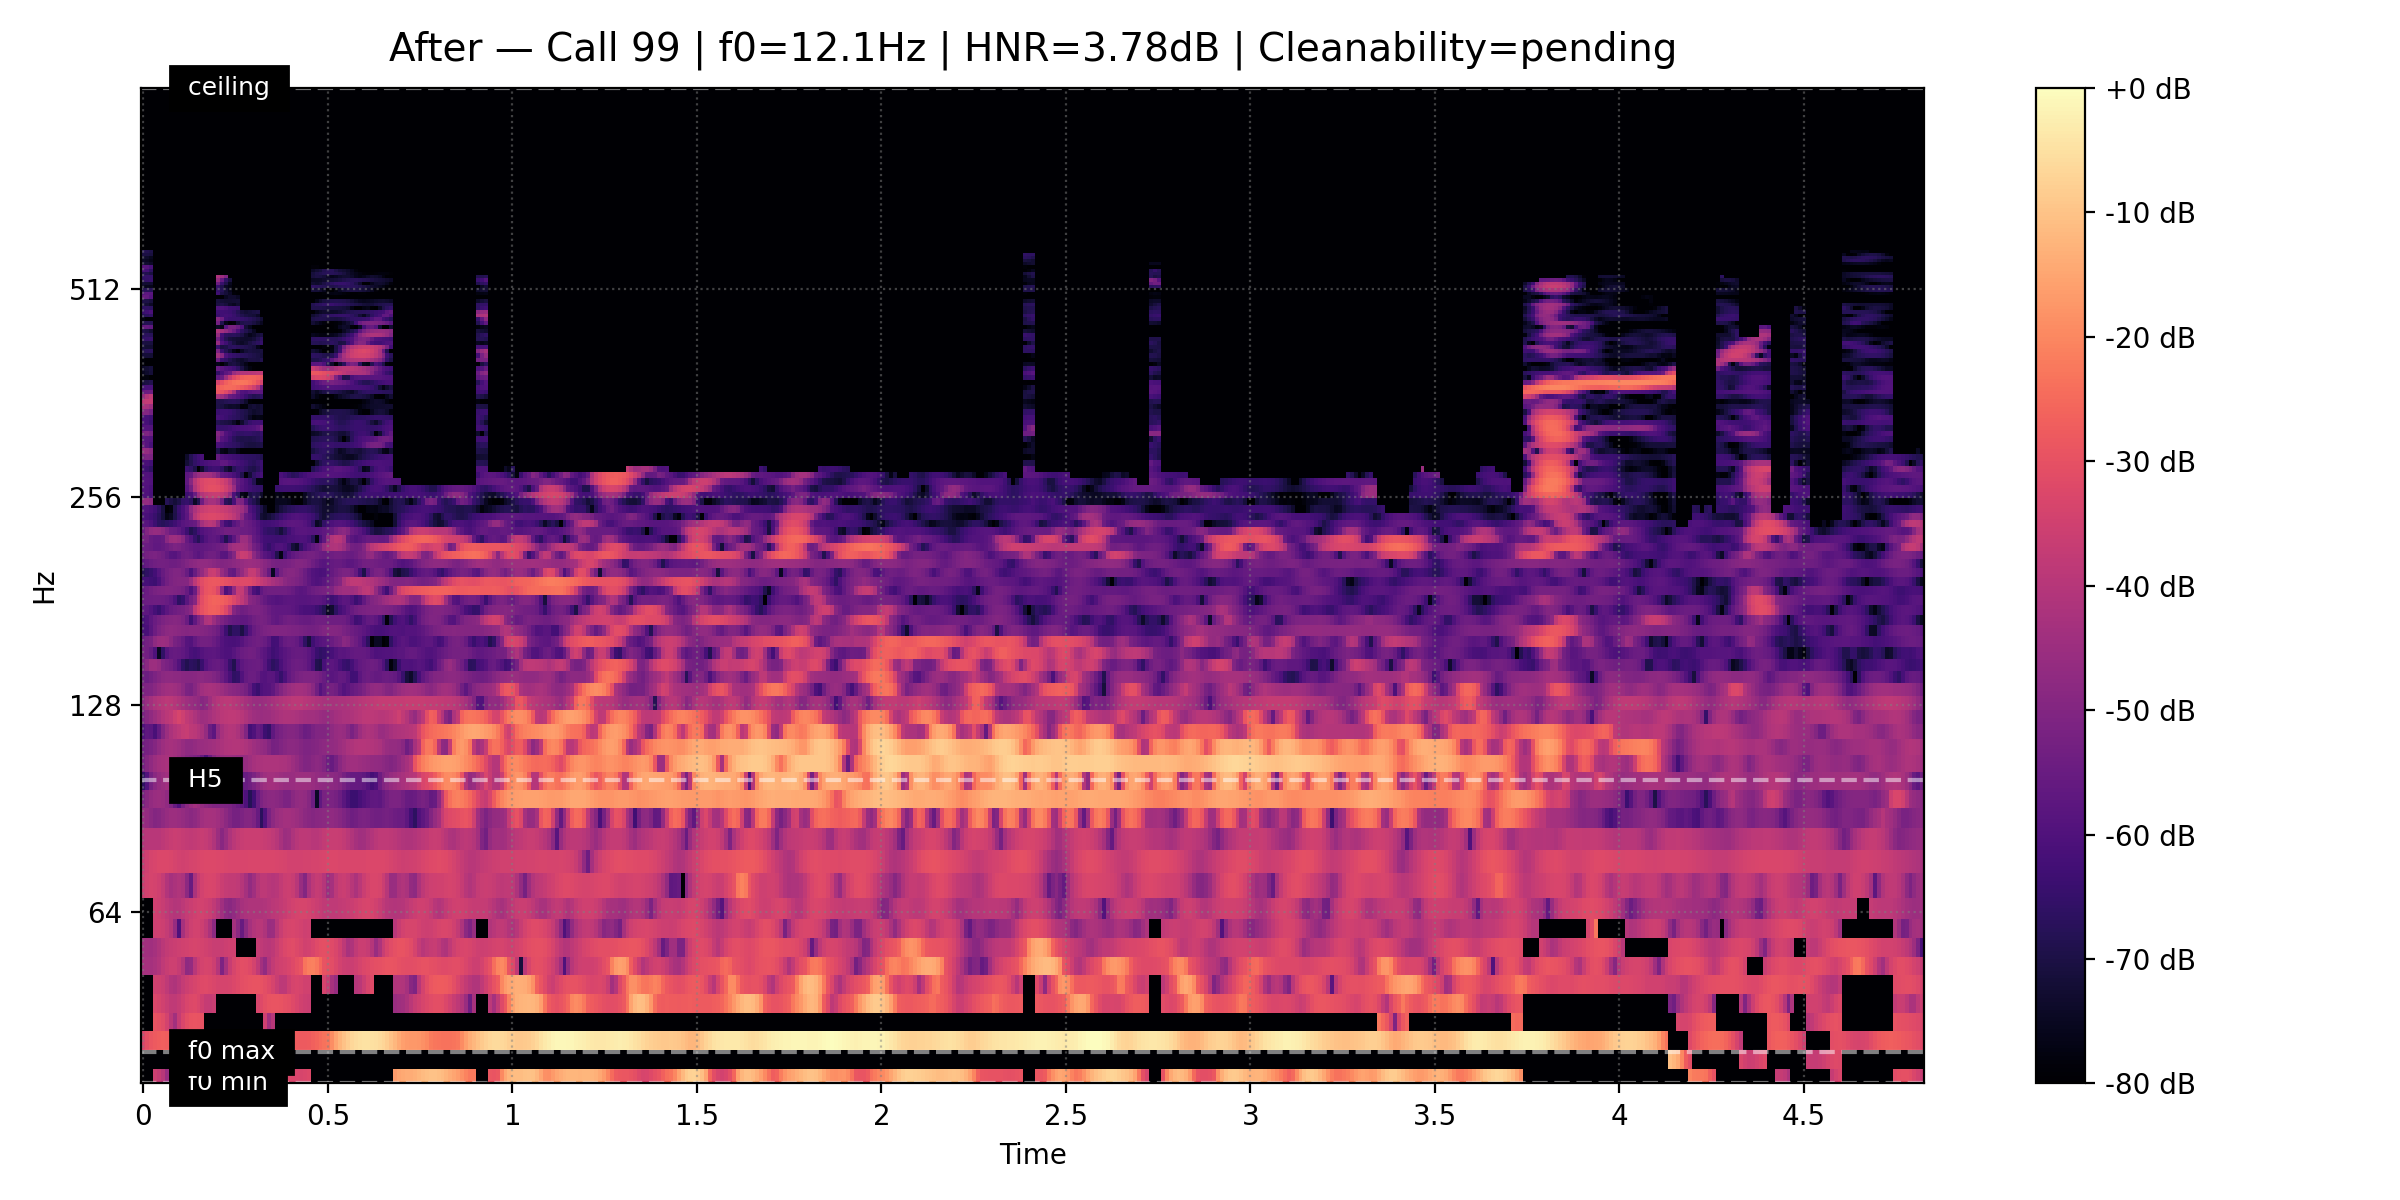 After — Call 99 | f0=12.1Hz | HNR=3.78dB | Cleanability=pending
ceiling
512
256
Hz
128
H5
64
f0 max
f0 min
0 0.5 1 1.5 2 2.5 3 3.5 4 4.5
Time
+0 dB
-10 dB
-20 dB
-30 dB
-40 dB
-50 dB
-60 dB
-70 dB
-80 dB